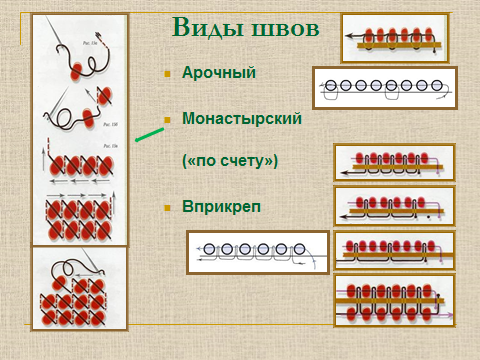 Виды швов
Арочный
Монастырский
(«по счету»)
Вприкреп